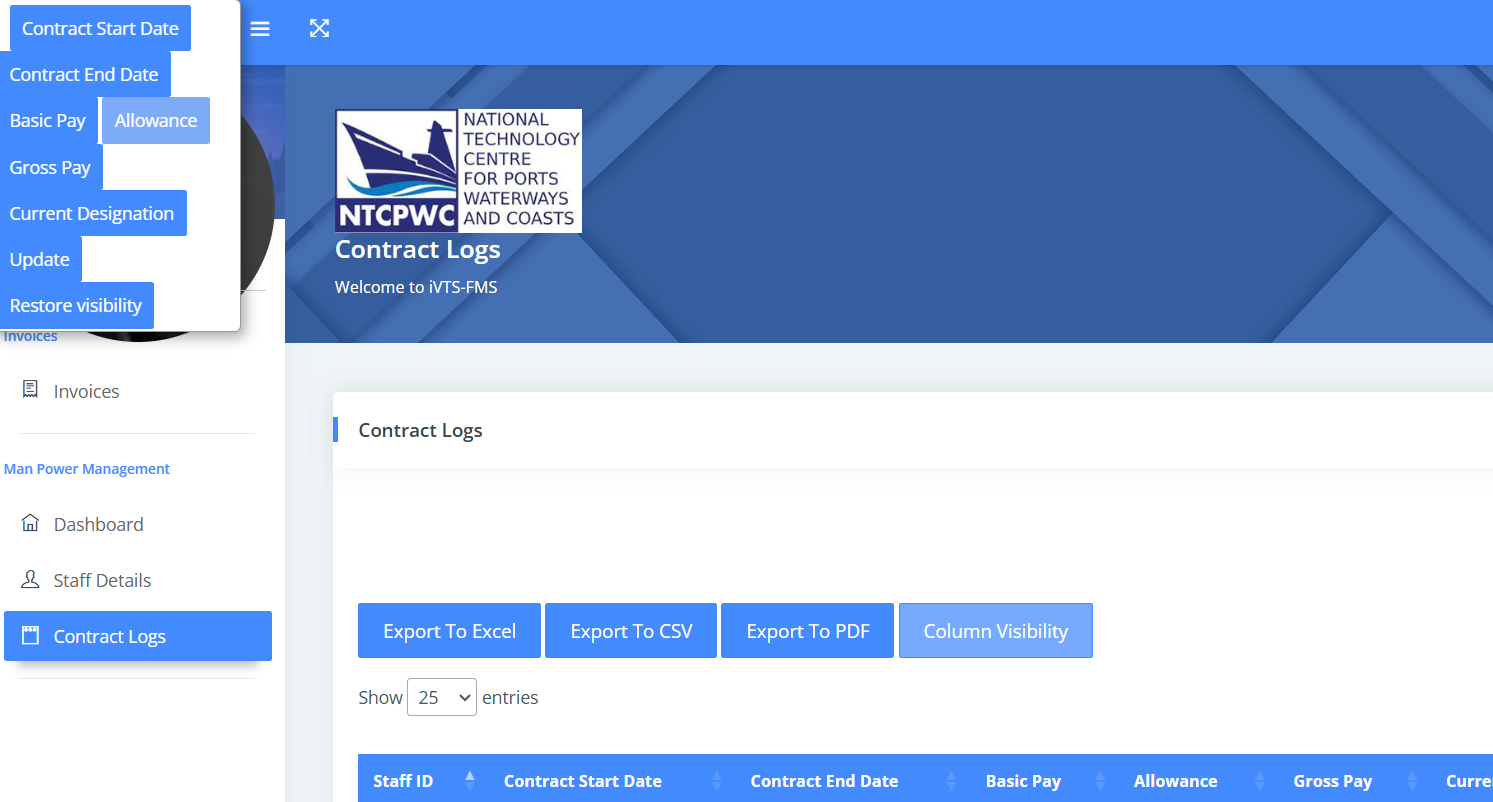 Contract Start Date
Contract End Date
Basic Pay
Allowance
Gross Pay
Current Designation
Update
Restore visibility
Invoices
Invoices
Man Power Management
Dashboard
Staff Details
Contract Logs
NTCPWC
NATIONAL
TECHNOLOGY
CENTRE
FOR PORTS
WATERWAYS
AND COASTS
Contract Logs
Welcome to iVTS-FMS
Contract Logs
Export To Excel
Export To CSV
Export To PDF
Column Visibility
Show 25 entries
Staff ID Contract Start Date Contract End Date Basic Pay Allowance Gross Pay Curre